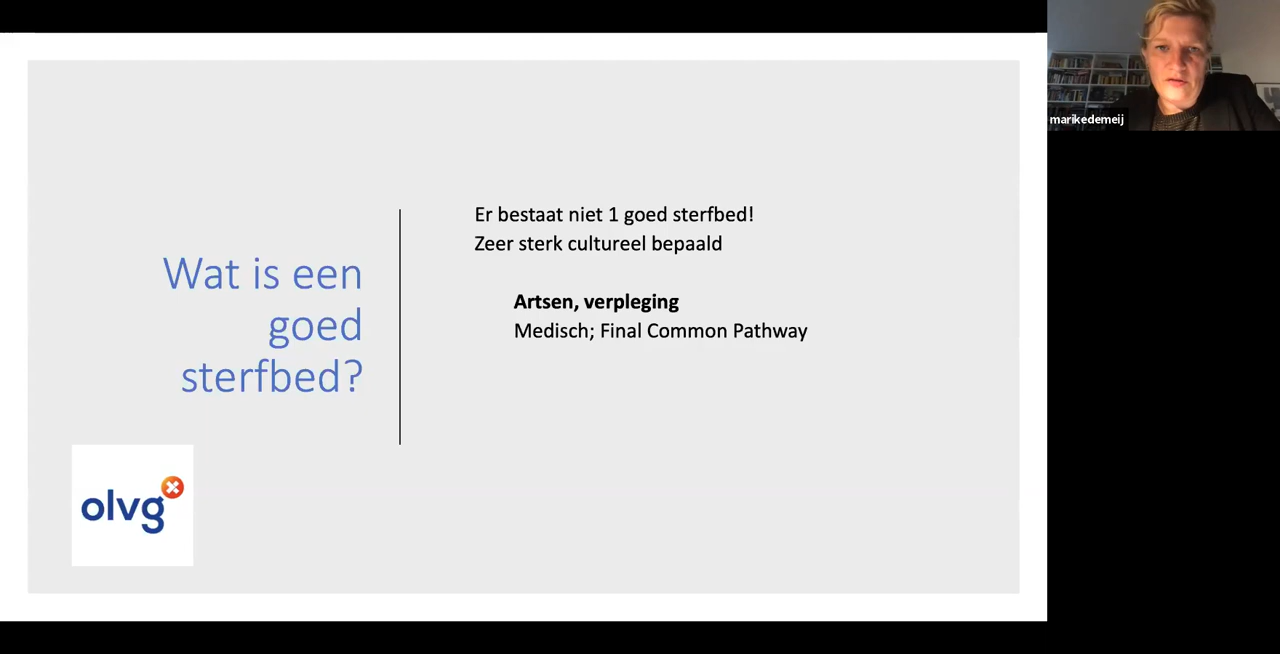 Wat is een
goed
sterfbed?
Er bestaat niet 1 goed sterfbed!
Zeer sterk cultureel bepaald
Artsen, verpleging
Medisch; Final Common Pathway
olvg
marikedemeij